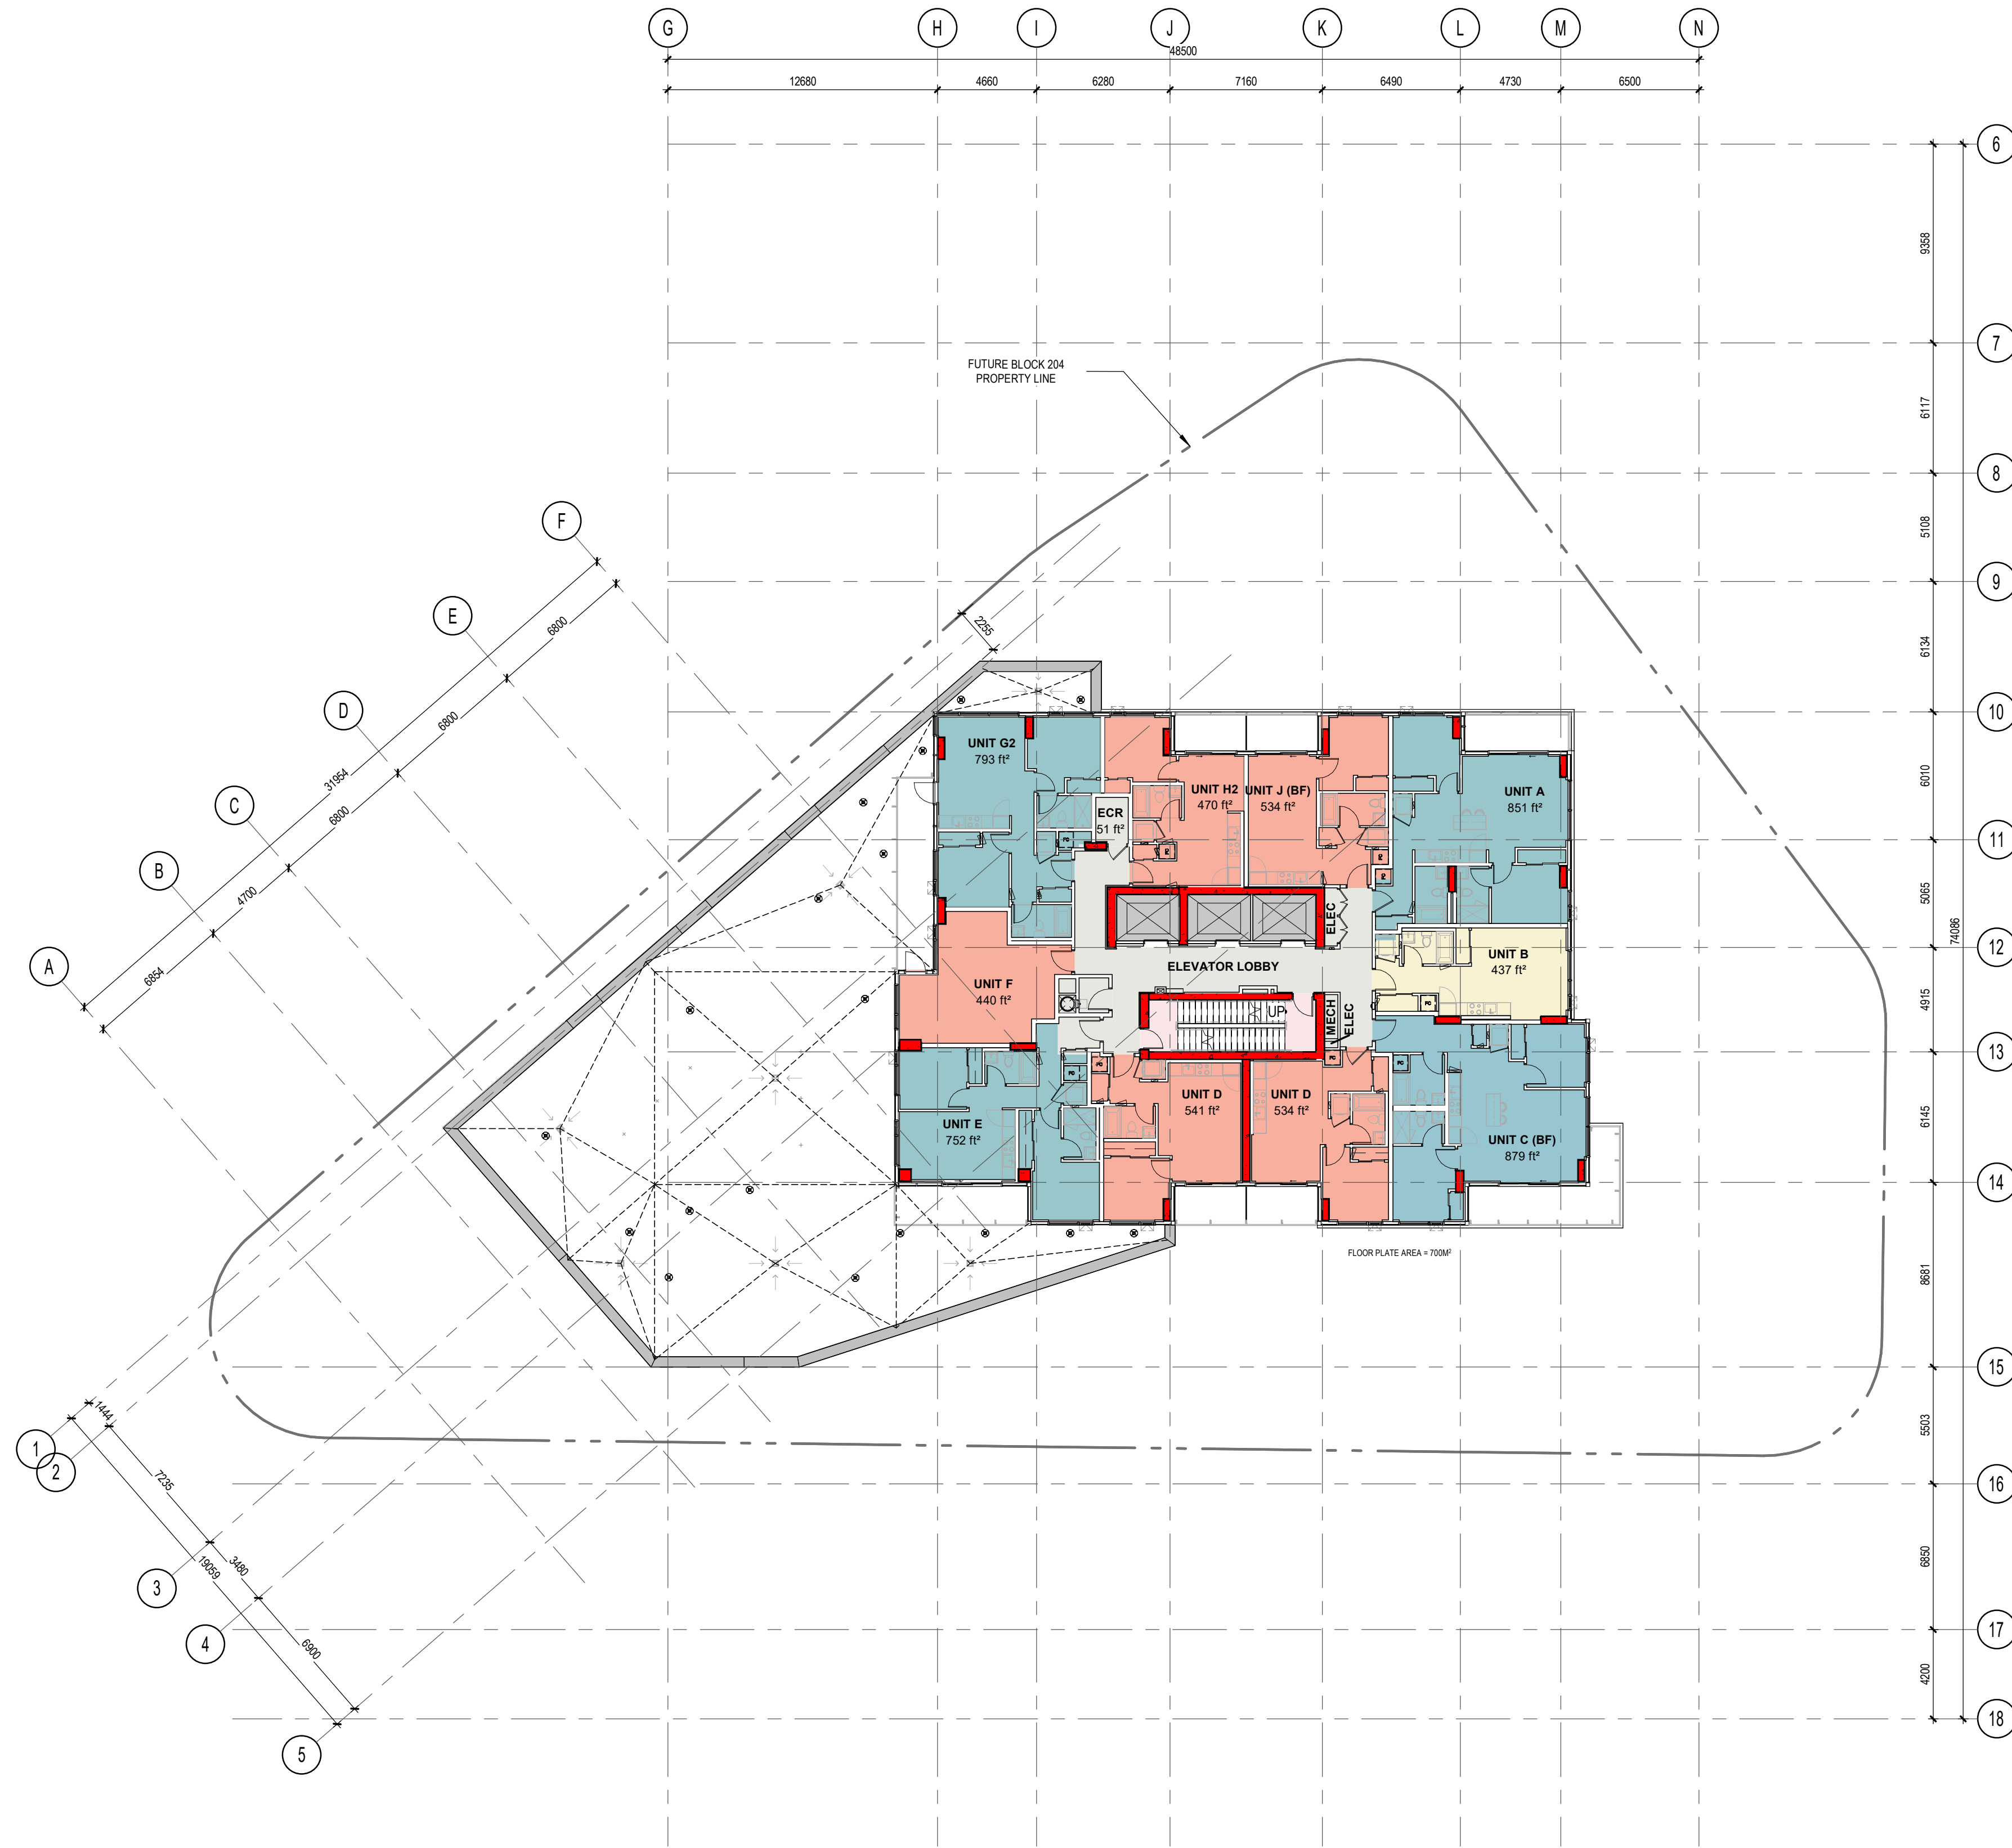 G
H
I
J
K
L
M
N
48500
12680
4660
6280
7160
6490
4730
6500
6
7
8
9
10
11
12
13
14
15
16
17
18
9358
6117
5108
6134
6010
5065
4915
6145
8681
5503
6850
4200
74086
FUTURE BLOCK 204
PROPERTY LINE
A
B
C
D
E
F
31954
6854
4700
6800
6800
6800
2255
UNIT G2
793 ft²
ECR
51 ft²
UNIT H2
470 ft²
UNIT J (BF)
534 ft²
UNIT A
851 ft²
ELEC
UNIT B
437 ft²
ELEVATOR LOBBY
UNIT F
440 ft²
UP
MECH
ELEC
UNIT E
752 ft²
UNIT D
541 ft²
UNIT D
534 ft²
UNIT C (BF)
879 ft²
FLOOR PLATE AREA = 700M²
1
2
3
4
5
1444
7235
3480
6900
19059